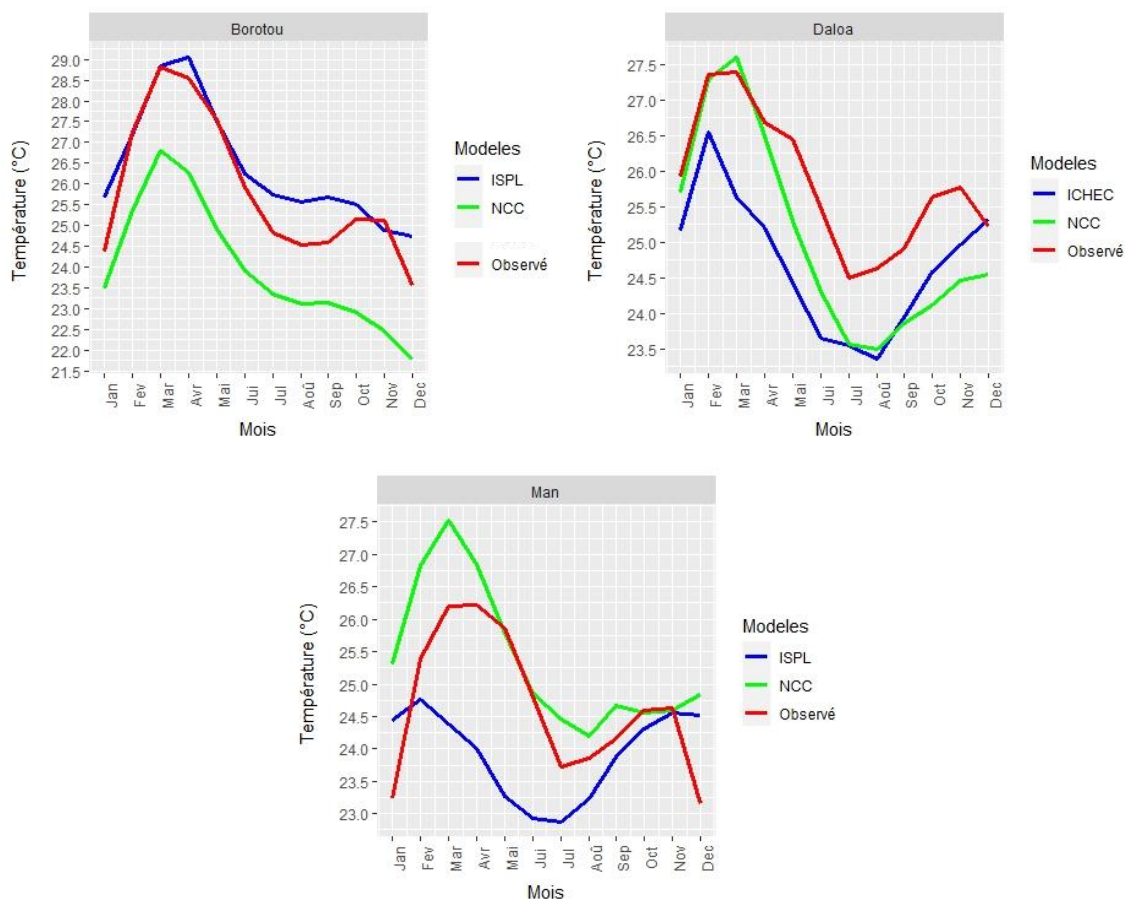 Borotou
29.0
28.5
28.0
27.5
27.0
26.5
26.0
25.5
25.0
24.5
24.0
23.5
23.0
22.5
22.0
21.5
Température (°C)
Jan
Fev
Mar
Avr
Mai
Jui
Jul
Aoû
Sep
Oct
Nov
Dec
Mois
Modeles
ISPL
NCC
Observé
Daloa
27.5
27.0
26.5
26.0
25.5
25.0
24.5
24.0
23.5
Température (°C)
Jan
Fev
Mar
Avr
Mai
Jui
Jul
Aoû
Sep
Oct
Nov
Dec
Mois
Modeles
ICHEC
NCC
Observé
Man
27.5
27.0
26.5
26.0
25.5
25.0
24.5
24.0
23.5
23.0
Température (°C)
Jan
Fev
Mar
Avr
Mai
Jui
Jul
Aoû
Sep
Oct
Nov
Dec
Mois
Modeles
ISPL
NCC
Observé